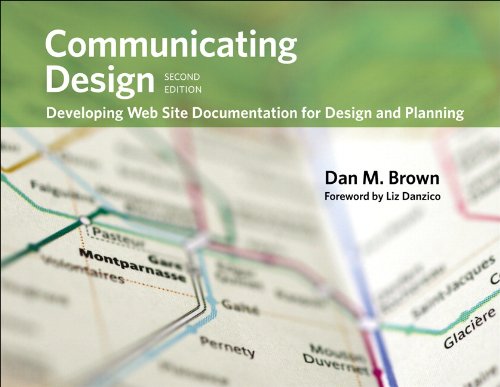 Communicating
Design SECOND
EDITION
Developing Web Site Documentation for Design and Planning
Dan M. Brown
Foreword by Liz Danzico
Falguière
Pasteur
Gare
Montparnasse
Volontaires
Gaîté
Pernety
Saint-Jacques
Glacière
Mouton
Duvernet